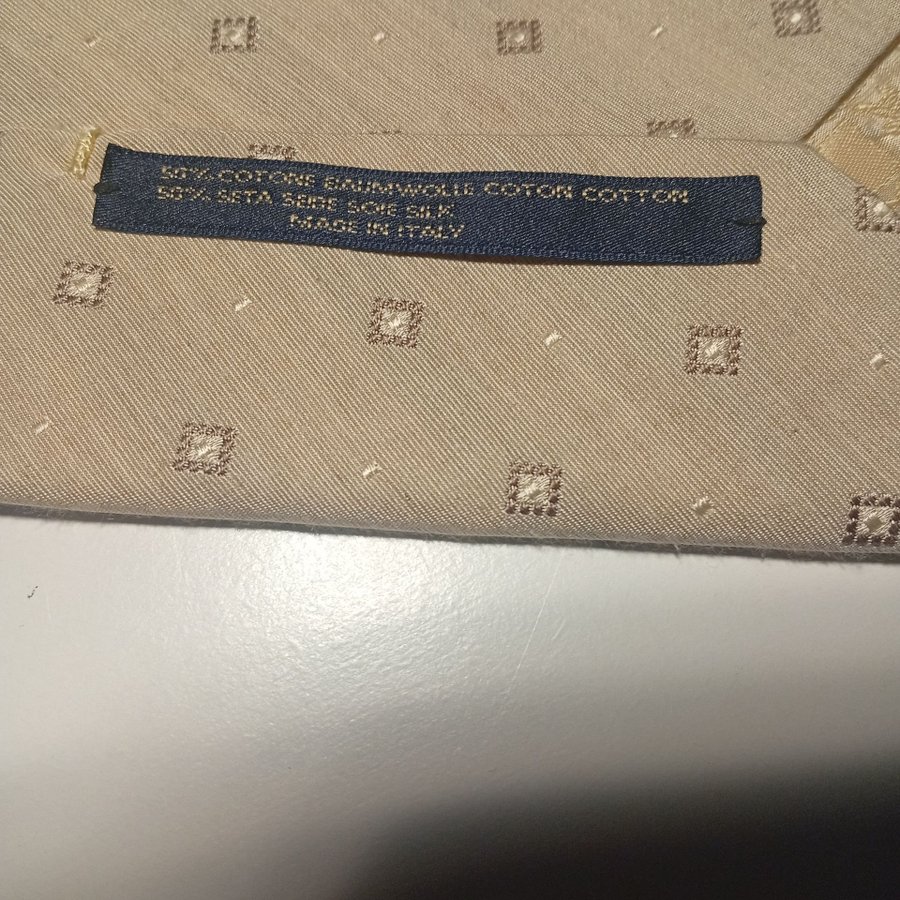 50% COTONE BAUMWOLLE COTON COTTON
50% SETA SEIDE SOIE SILK
MADE IN ITALY